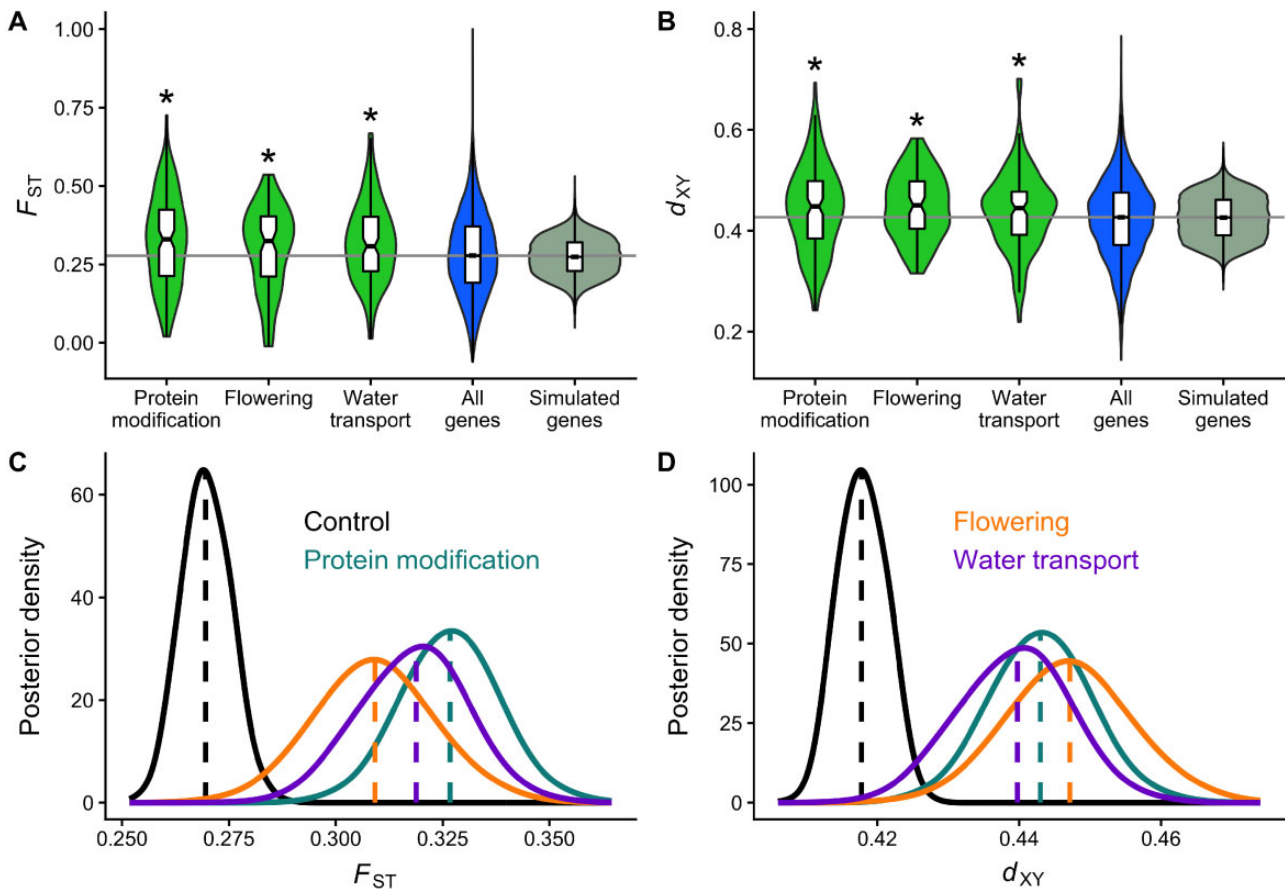 A
B
1.00
0.75
0.50
0.25
0.00
FST
*
*
*
Protein
modification
Flowering
Water
transport
All
genes
Simulated
genes
0.8
0.6
0.4
0.2
dXY
*
*
*
Protein
modification
Flowering
Water
transport
All
genes
Simulated
genes
C
D
60
40
20
0
Posterior density
Control
Protein modification
0.250
0.275
0.300
0.325
0.350
FST
100
75
50
25
0
Posterior density
Flowering
Water transport
0.42
0.44
0.46
dXY